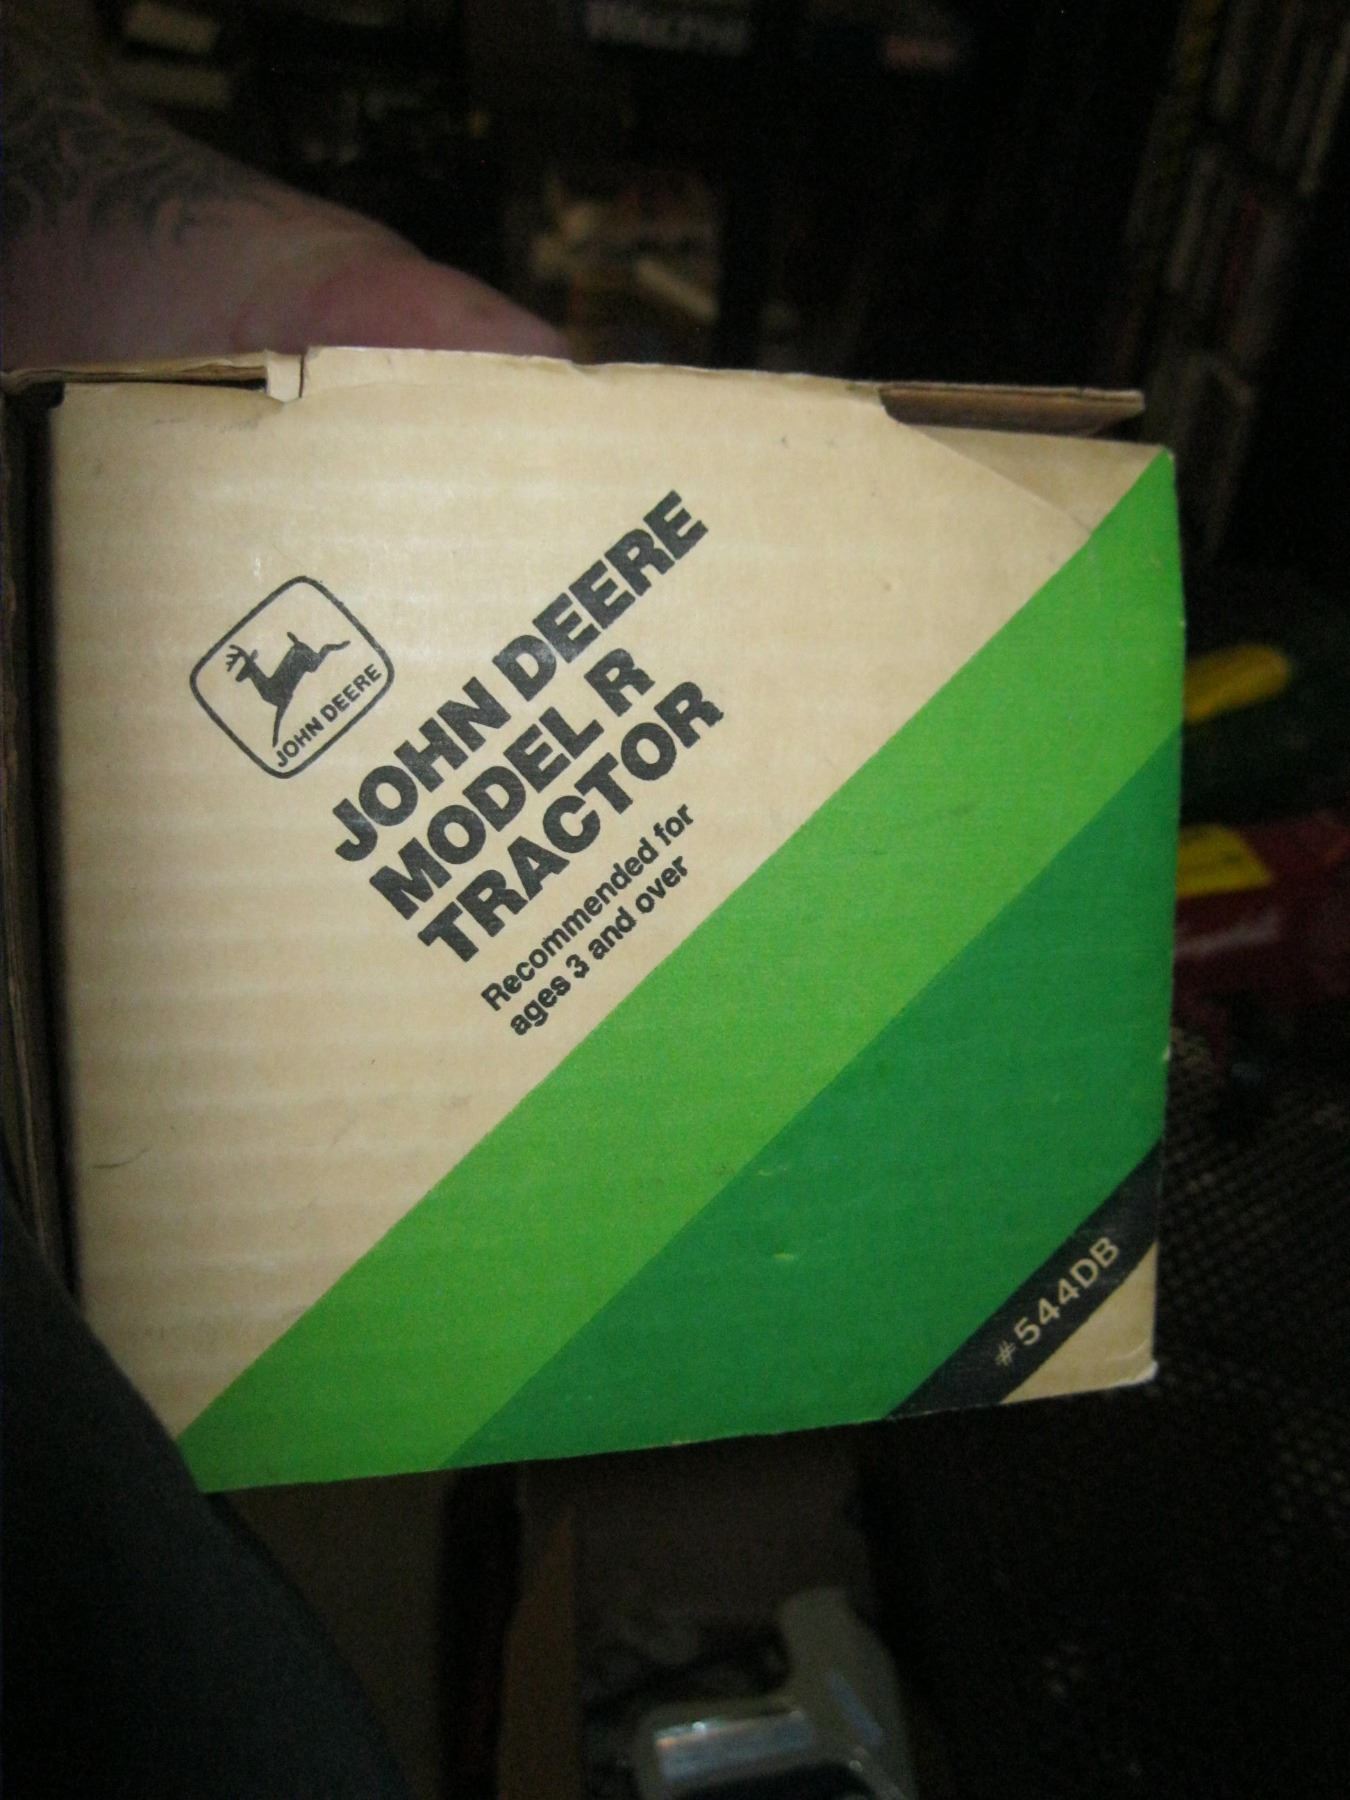 JOHN DEERE
JOHN DEERE
MODEL R
TRACTOR
Recommended for
ages 3 and over
# 544DB